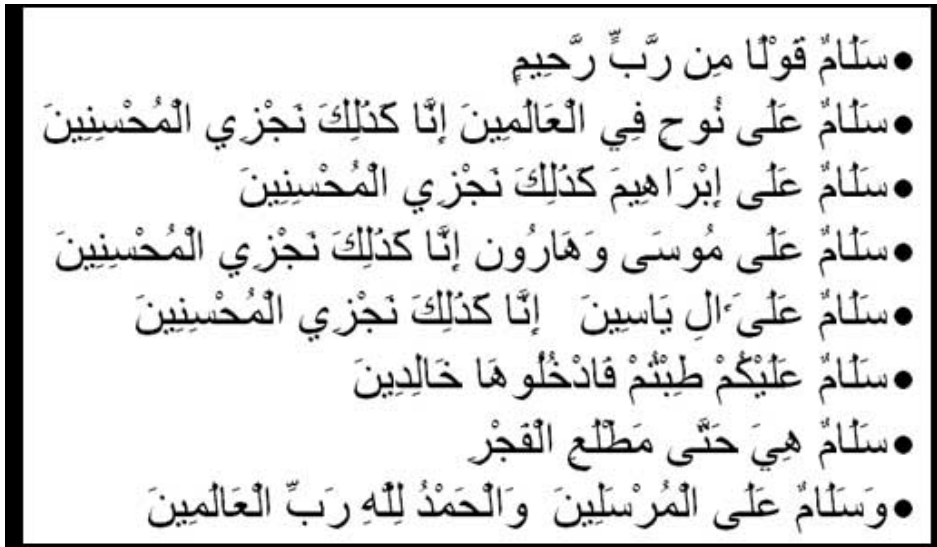 ●سَلَامٌ قَوْلًا مِن رَّبٍّ رَّحِيمٍ
●سَلَامٌ عَلَى نُوحٍ فِي الْعَالَمِينَ إِنَّا كَذَلِكَ نَجْزِي الْمُحْسِنِينَ
●سَلَامٌ عَلَى إِبْرَاهِيمَ كَذَلِكَ نَجْزِي الْمُحْسِنِينَ
●سَلَامٌ عَلَى مُوسَى وَهَارُون إِنَّا كَذَلِكَ نَجْزِي الْمُحْسِنِينَ
●سَلَامٌ عَلَى َءالِ يَاسِينَ إِنَّا كَذَلِكَ نَجْزِي الْمُحْسِنِينَ
●سَلَامٌ عَلَيْكُمْ طِبْتُمْ فَادْخُلُوهَا خَالِدِينَ
●سَلَامٌ هِيَ حَتَّى مَطْلَعِ الْفَجْرِ
●وَسَلَامٌ عَلَى الْمُرْسَلِينَ وَالْحَمْدُ لِلَّهِ رَبِّ الْعَالَمِينَ